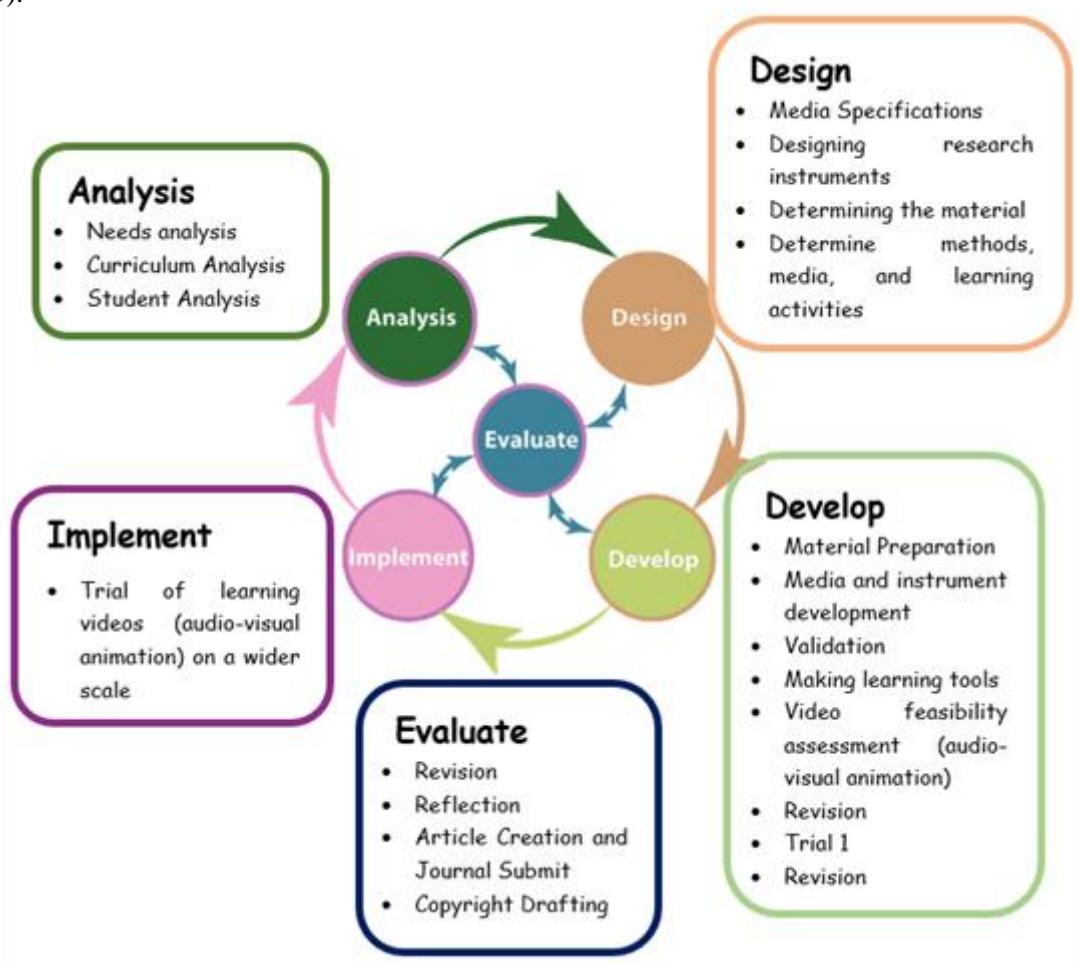 Design
• Media Specifications
• Designing research
instruments
• Determining the material
• Determine methods,
media, and learning
activities
Analysis
• Needs analysis
• Curriculum Analysis
• Student Analysis
Analysis
Design
Evaluate
Implement
Develop
Implement
• Trial of learning
videos (audio-visual
animation) on a wider
scale
Develop
• Material Preparation
• Media and instrument
development
• Validation
• Making learning tools
• Video feasibility
assessment (audio-
visual animation)
• Revision
• Trial 1
• Revision
Evaluate
• Revision
• Reflection
• Article Creation and
Journal Submit
• Copyright Drafting